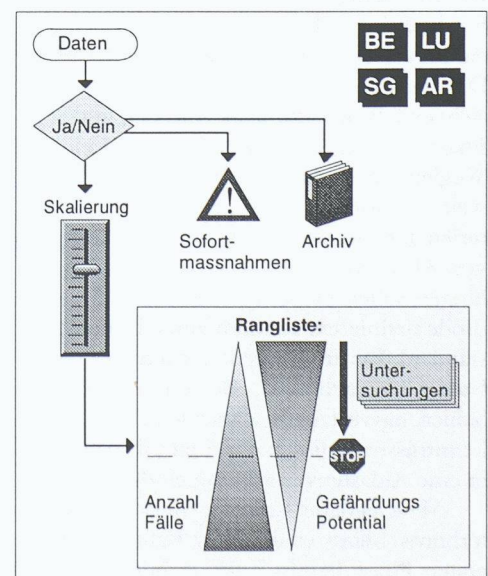 Daten
BE LU
SG AR
Ja/Nein
Skalierung
Sofort-
massnahmen
Archiv
Rangliste:
Unter-
suchungen
STOP
Anzahl
Fälle
Gefährdungs
Potential